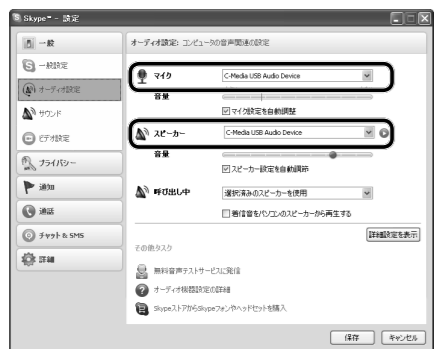 Skype™ - 設定
一般
一般設定
オーディオ設定
サウンド
ビデオ設定
プライバシー
通知
通話
チャット & SMS
詳細
オーディオ設定: コンピュータの音声関連の設定
マイク
C-Media USB Audio Device
音量
マイク設定を自動調整
スピーカー
C-Media USB Audio Device
音量
スピーカー設定を自動調節
呼び出し中
選択済みのスピーカーを使用
着信音をパソコンのスピーカーから再生する
詳細設定を表示
その他タスク
無料音声テストサービスに発信
オーディオ機器設定の詳細
SkypeストアからSkypeフォンやヘッドセットを購入
保存
キャンセル